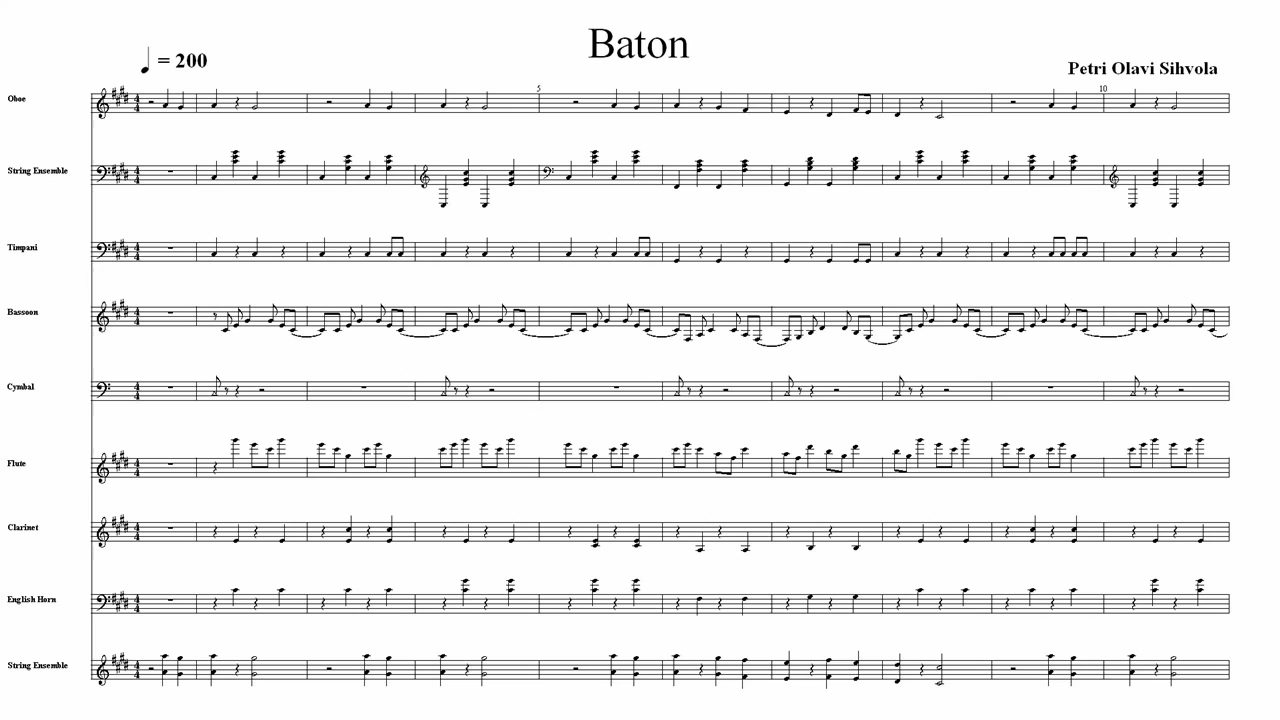 Baton
= 200
Petri Olavi Sihvola
5
10
Oboe
String Ensemble
Timpani
Bassoon
Cymbal
Flute
Clarinet
English Horn
String Ensemble